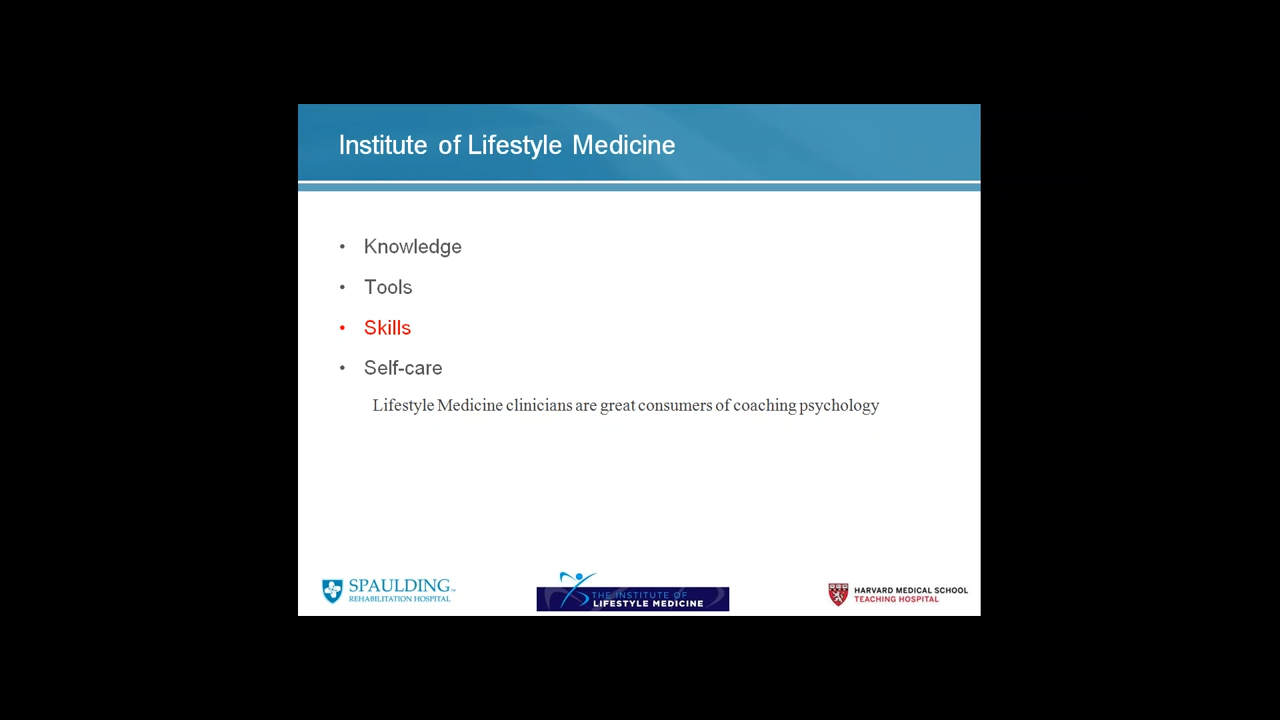 Institute of Lifestyle Medicine
• Knowledge
• Tools
• Skills
• Self-care
Lifestyle Medicine clinicians are great consumers of coaching psychology
SPAULDING™
REHABILITATION HOSPITAL
THE INSTITUTE OF
LIFESTYLE MEDICINE
HARVARD MEDICAL SCHOOL
TEACHING HOSPITAL